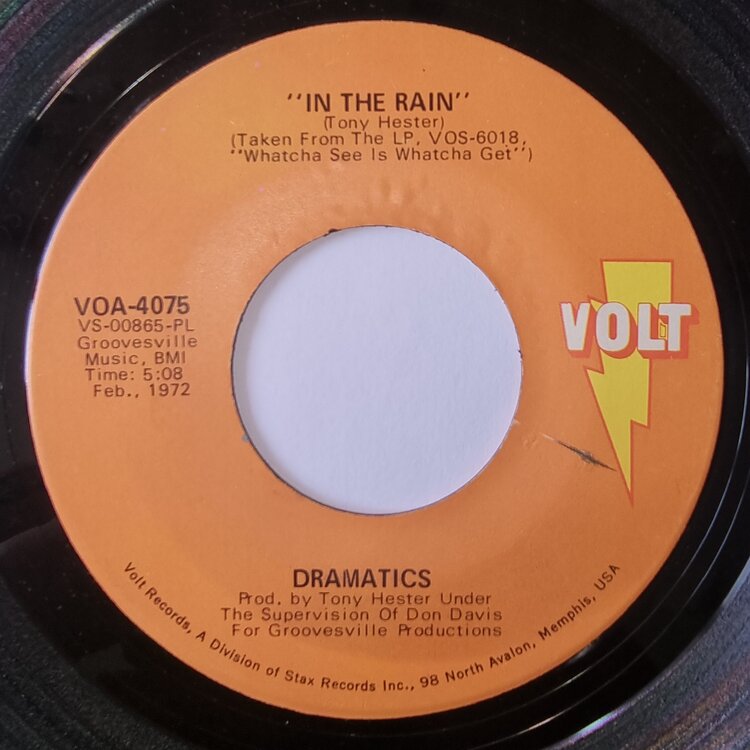 "IN THE RAIN"
(Tony Hester)
(Taken From The LP, VOS-6018,
"Whatcha See Is Whatcha Get")
VOA-4075
VS-00865-PL
Groovesville
Music, BMI
Time: 5:08
Feb., 1972
VOLT
DRAMATICS
Prod. by Tony Hester Under
The Supervision Of Don Davis
For Groovesville Productions
Volt Records, A Division of Stax Records Inc., 98 North Avalon, Memphis, USA